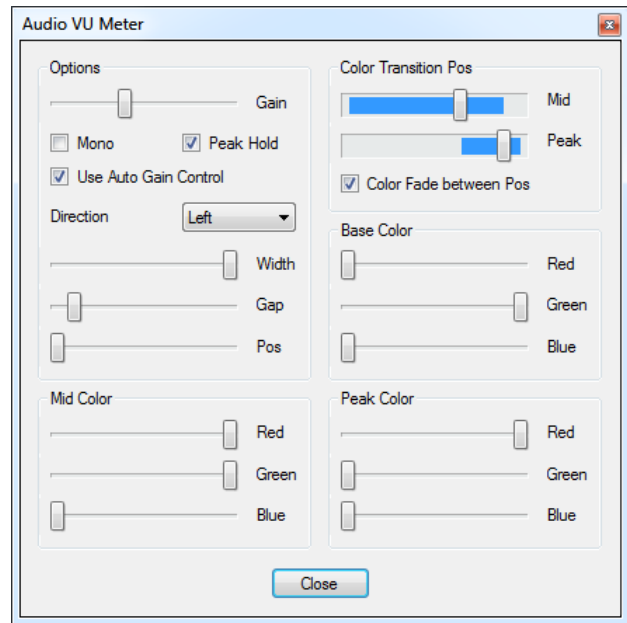 Audio VU Meter
Options
Gain
Mono
Peak Hold
Use Auto Gain Control
Direction
Left
Width
Gap
Pos
Color Transition Pos
Mid
Peak
Color Fade between Pos
Base Color
Red
Green
Blue
Mid Color
Red
Green
Blue
Peak Color
Red
Green
Blue
Close